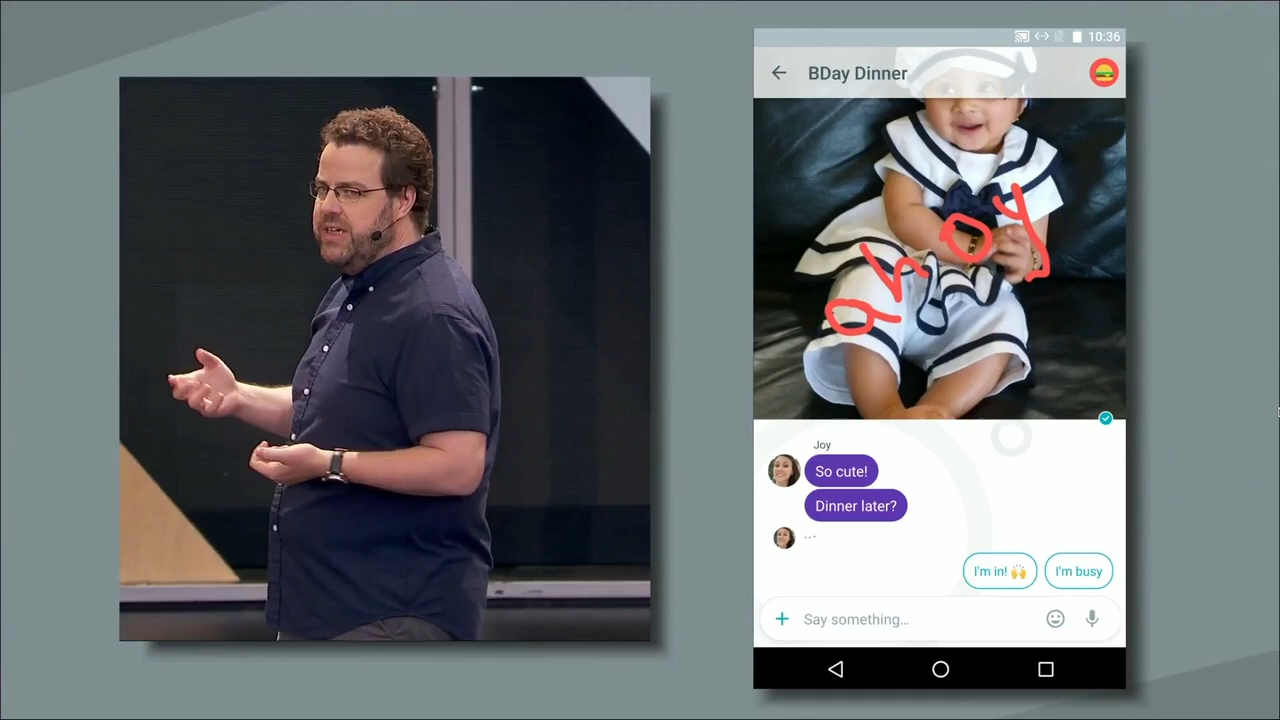 10:36
BDay Dinner
ahoy
Joy
So cute!
Dinner later?
I'm in! 🙌
I'm busy
Say something...